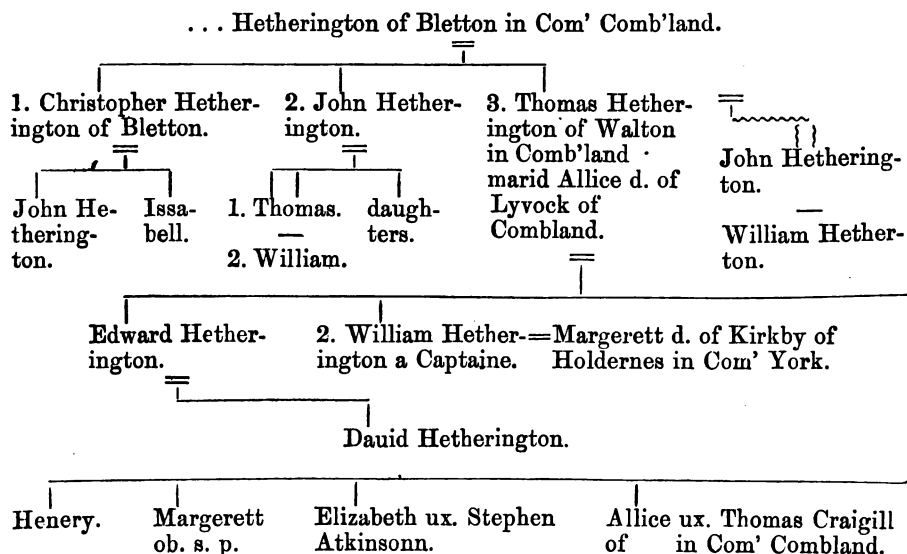 ... Hetherington of Bletton in Com' Comb'land.
1. Christopher Hether-
ington of Bletton.
2. John Hether-
ington.
3. Thomas Hether-
ington of Walton
in Comb'land
marid Allice d. of
Lyvock of
Combland.
John Hethering-
ton.
William Hether-
ton.
John He-
thering-
ton.
Issa-
bell.
1. Thomas.
2. William.
daugh-
ters.
Edward Hether-
ington.
2. William Hether-
ington a Captaine.
=Margerett d. of Kirkby of
Holdernes in Com' York.
Dauid Hetherington.
Henery.
Margerett
ob. s. p.
Elizabeth ux. Stephen
Atkinsonn.
Allice ux. Thomas Craigill
of in Com' Combland.